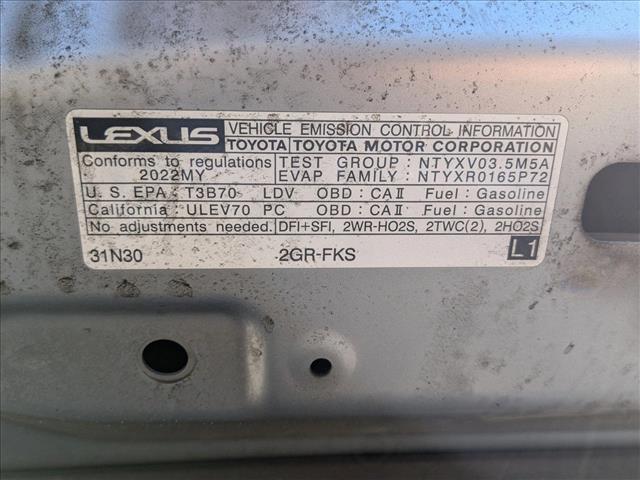 LEXUS VEHICLE EMISSION CONTROL INFORMATION
TOYOTA TOYOTA MOTOR CORPORATION
Conforms to regulations TEST GROUP : NTYXV03.5M5A
2022MY EVAP FAMILY : NTYXR0165P72
U. S. EPA : T3B70 LDV OBD : CAII Fuel : Gasoline
California : ULEV70 PC OBD : CAII Fuel : Gasoline
No adjustments needed. DFI+SFI, 2WR-HO2S, 2TWC(2), 2HO2S
31N30 2GR-FKS L1